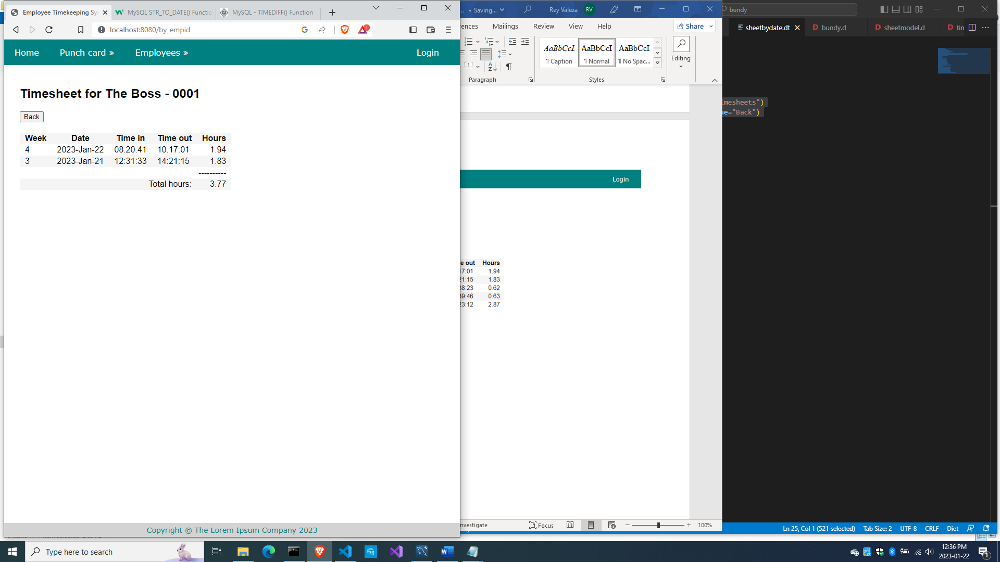 Employee Timekeeping Sy
MySQL STR_TO_DATE() Functio
MySQL - TIMEDIFF() Function
localhost:8080/by_empid
1
Home
Punch card »
Employees »
Login
Timesheet for The Boss - 0001
Back
Week Date Time in Time out Hours
4 2023-Jan-22 08:20:41 10:17:01 1.94
3 2023-Jan-21 12:31:33 14:21:15 1.83
----------
Total hours: 3.77
Copyright © The Lorem Ipsum Company 2023
... • Saving...
Rey Valeza RV
Mailings
Review
View
Help
Share
AaBbCcI AaBbCcI AaBbCcI
¶ Caption ¶ Normal ¶ No Spac...
Editing
Paragraph
Styles
Login
e out Hours
17:01 1.94
21:15 1.83
38:23 0.62
39:46 0.63
23:12 2.87
Focus
100%
bundy
sheetbydate.dt
bundy.d
sheetmodel.d
tin
imesheets")
ue="Back")
Ln 25, Col 1 (521 selected)
Tab Size: 2
UTF-8
CRLF
Diet
Type here to search
12:36 PM
2023-01-22
1